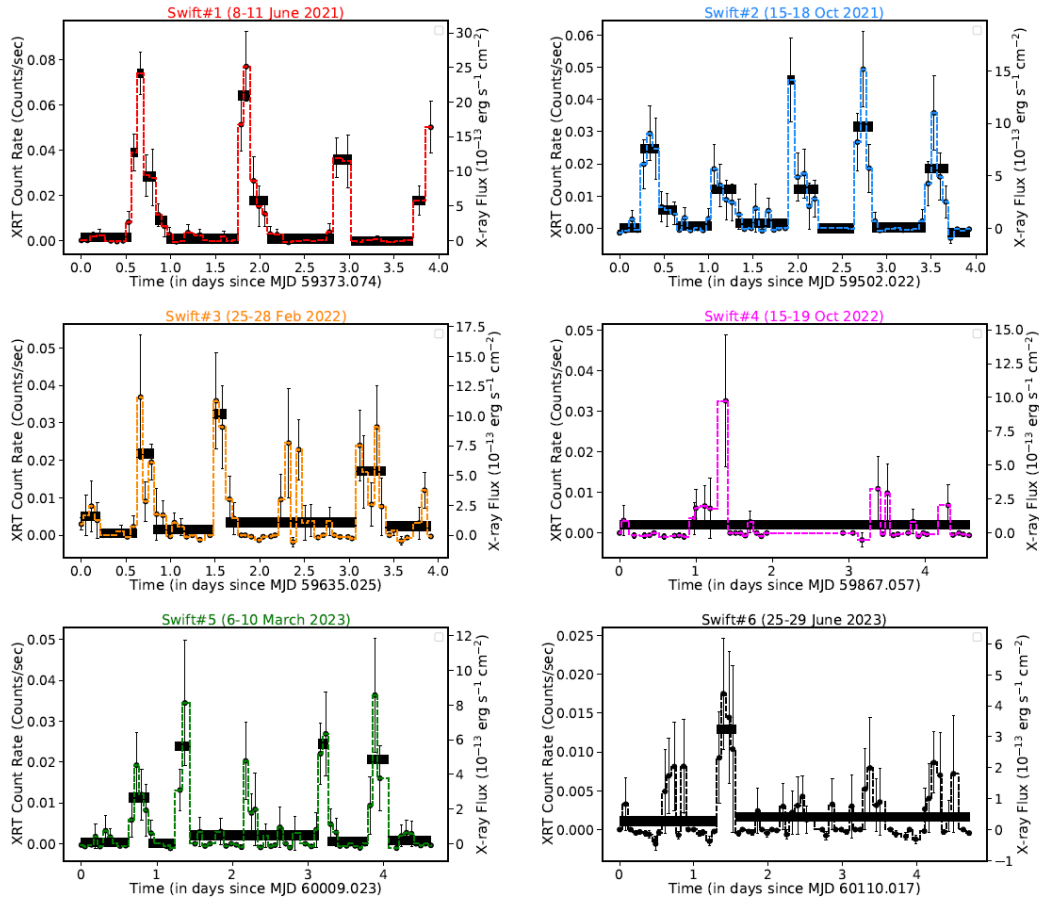 Swift#1 (8-11 June 2021)
XRT Count Rate (Counts/sec)
0.08
0.06
0.04
0.02
0.00
30
25
20
15
10
5
0
X-ray Flux (10⁻¹³ erg s⁻¹ cm⁻²)
0.0 0.5 1.0 1.5 2.0 2.5 3.0 3.5 4.0
Time (in days since MJD 59373.074)
Swift#2 (15-18 Oct 2021)
XRT Count Rate (Counts/sec)
0.06
0.05
0.04
0.03
0.02
0.01
0.00
15
10
5
0
X-ray Flux (10⁻¹³ erg s⁻¹ cm⁻²)
0.0 0.5 1.0 1.5 2.0 2.5 3.0 3.5 4.0
Time (in days since MJD 59502.022)
Swift#3 (25-28 Feb 2022)
XRT Count Rate (Counts/sec)
0.05
0.04
0.03
0.02
0.01
0.00
17.5
15.0
12.5
10.0
7.5
5.0
2.5
0.0
X-ray Flux (10⁻¹³ erg s⁻¹ cm⁻²)
0.0 0.5 1.0 1.5 2.0 2.5 3.0 3.5 4.0
Time (in days since MJD 59635.025)
Swift#4 (15-19 Oct 2022)
XRT Count Rate (Counts/sec)
0.05
0.04
0.03
0.02
0.01
0.00
15.0
12.5
10.0
7.5
5.0
2.5
0.0
X-ray Flux (10⁻¹³ erg s⁻¹ cm⁻²)
0 1 2 3 4
Time (in days since MJD 59867.057)
Swift#5 (6-10 March 2023)
XRT Count Rate (Counts/sec)
0.05
0.04
0.03
0.02
0.01
0.00
12
10
8
6
4
2
0
X-ray Flux (10⁻¹³ erg s⁻¹ cm⁻²)
0 1 2 3 4
Time (in days since MJD 60009.023)
Swift#6 (25-29 June 2023)
XRT Count Rate (Counts/sec)
0.025
0.020
0.015
0.010
0.005
0.000
6
5
4
3
2
1
0
−1
X-ray Flux (10⁻¹³ erg s⁻¹ cm⁻²)
0 1 2 3 4
Time (in days since MJD 60110.017)